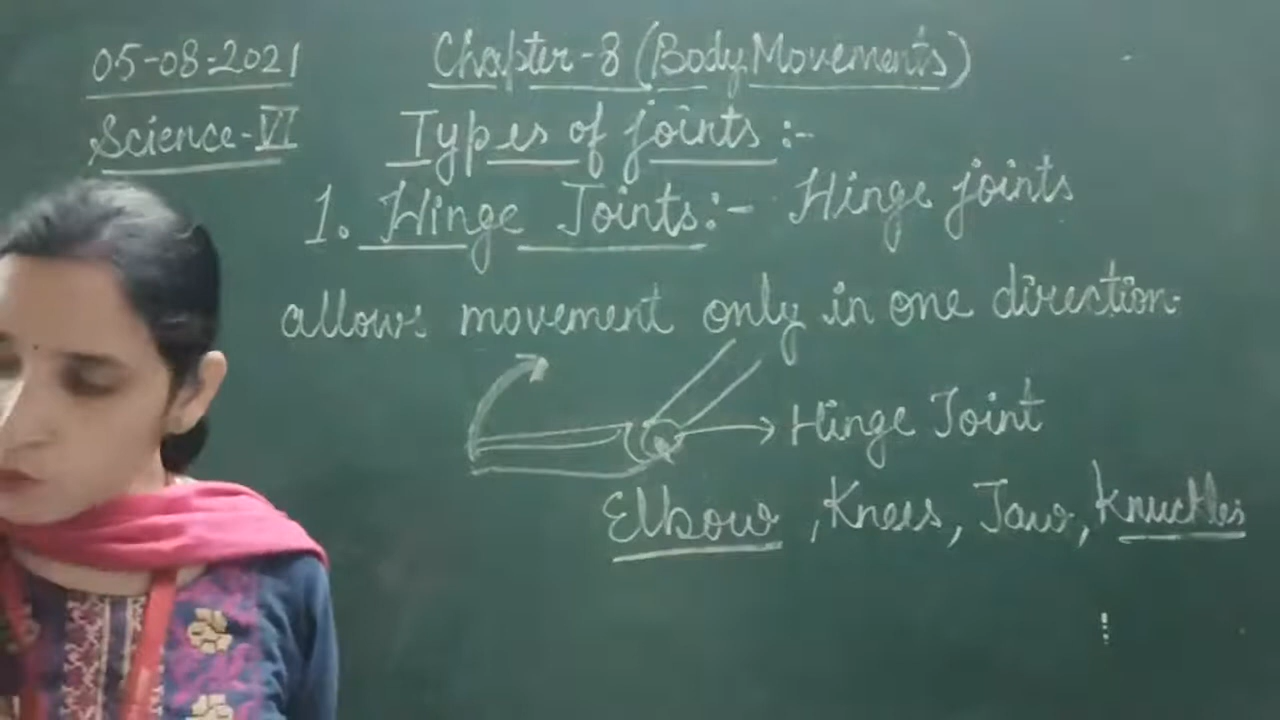 05-08-2021
Chapter-8 (Body Movements)
Science-VI
Types of joints :-
1. Hinge Joints:- Hinge joints
allows movement only in one direction.
Hinge Joint
Elbow, Knees, Jaw, Knuckles